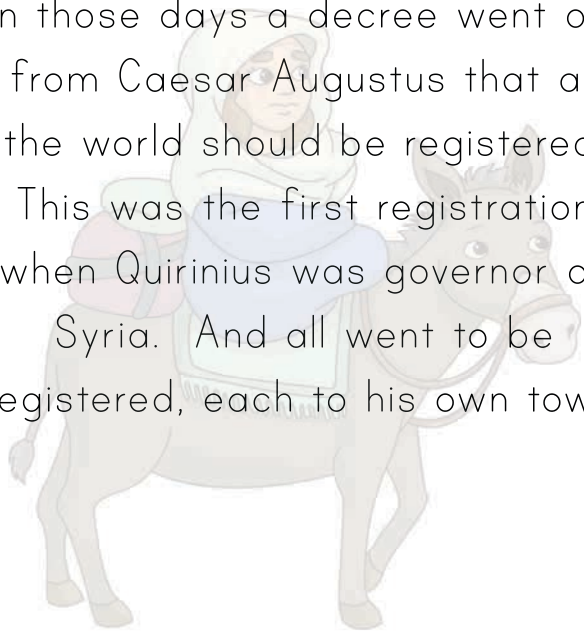 n those days a decree went o
from Caesar Augustus that a
the world should be registered
This was the first registration
when Quirinius was governor o
Syria. And all went to be
egistered, each to his own tow